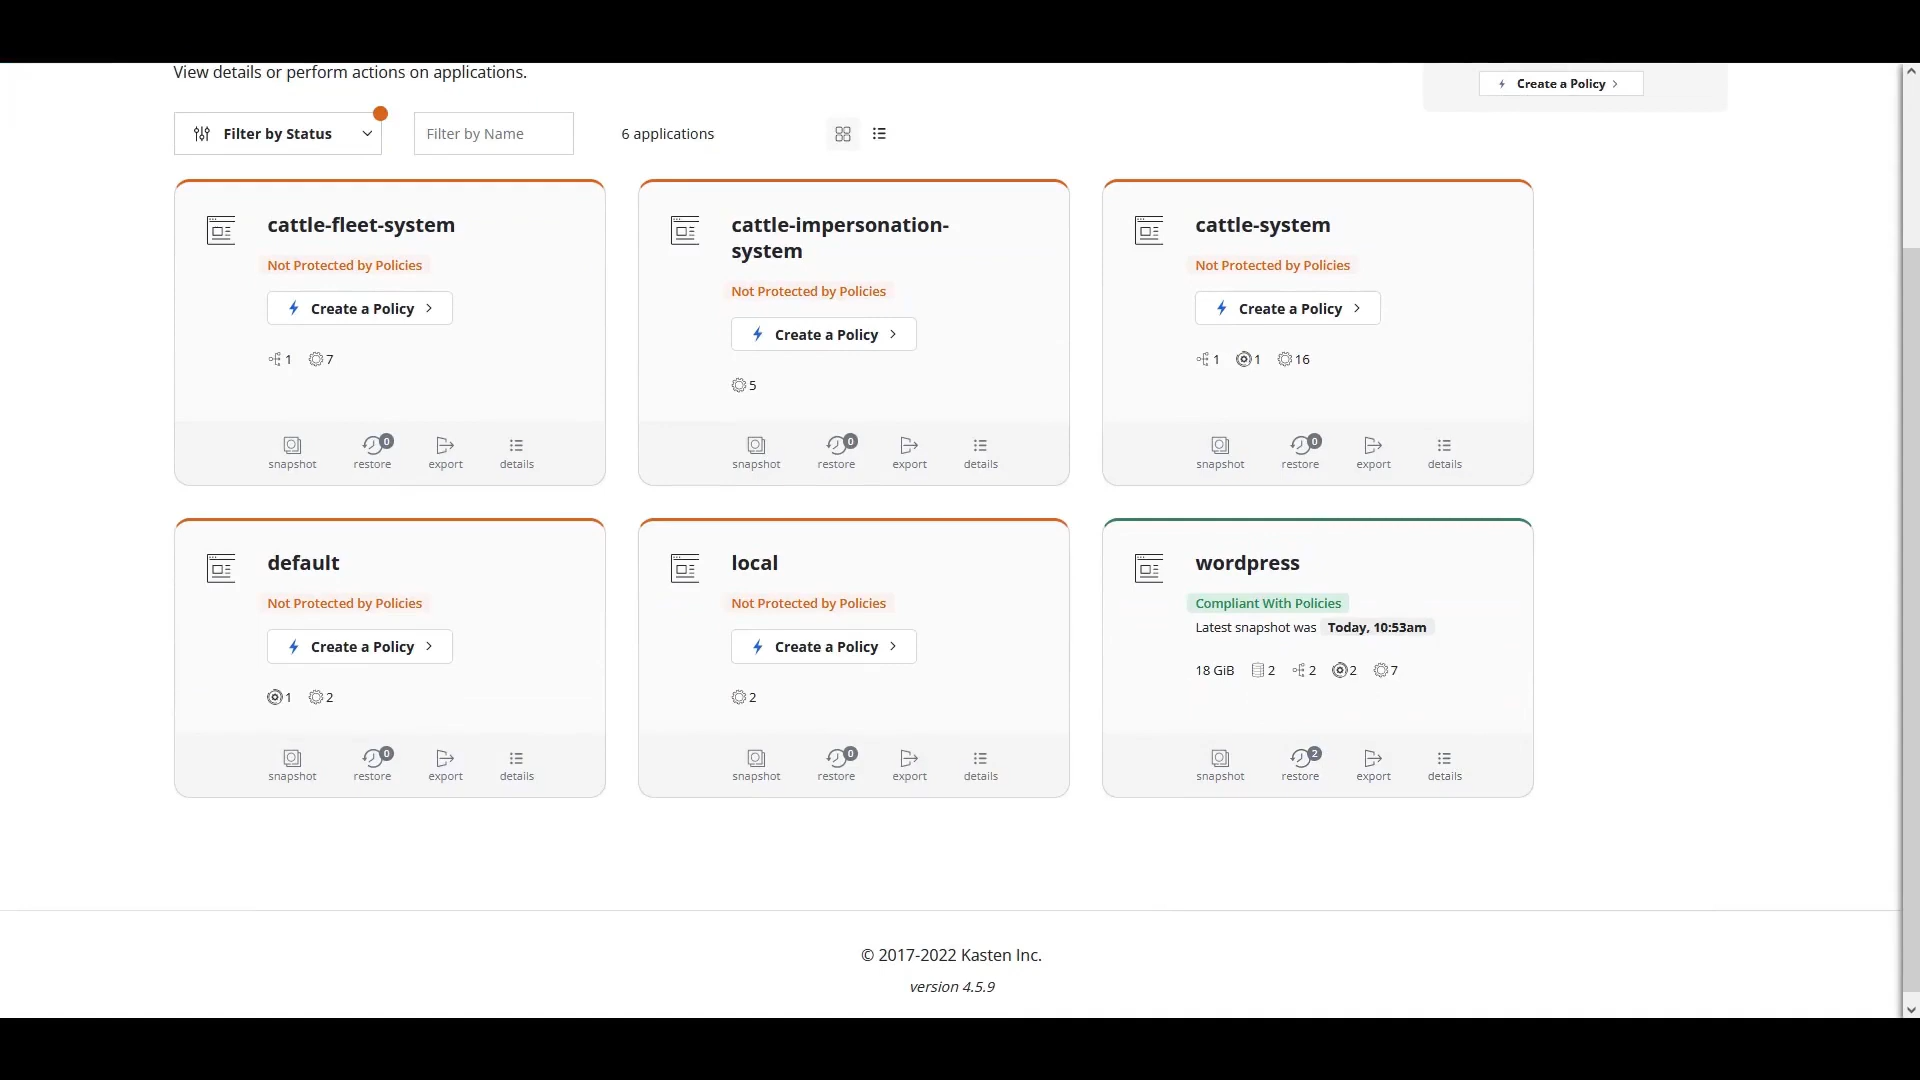 View details or perform actions on applications.
Create a Policy
Filter by Status
Filter by Name
6 applications
cattle-fleet-system
Not Protected by Policies
Create a Policy
1 7
snapshot
0
restore
export
details
cattle-impersonation-
system
Not Protected by Policies
Create a Policy
5
snapshot
0
restore
export
details
cattle-system
Not Protected by Policies
Create a Policy
1 1 16
snapshot
0
restore
export
details
default
Not Protected by Policies
Create a Policy
1 2
snapshot
0
restore
export
details
local
Not Protected by Policies
Create a Policy
2
snapshot
0
restore
export
details
wordpress
Compliant With Policies
Latest snapshot was Today, 10:53am
18 GiB 2 2 2 7
snapshot
2
restore
export
details
© 2017-2022 Kasten Inc.
version 4.5.9